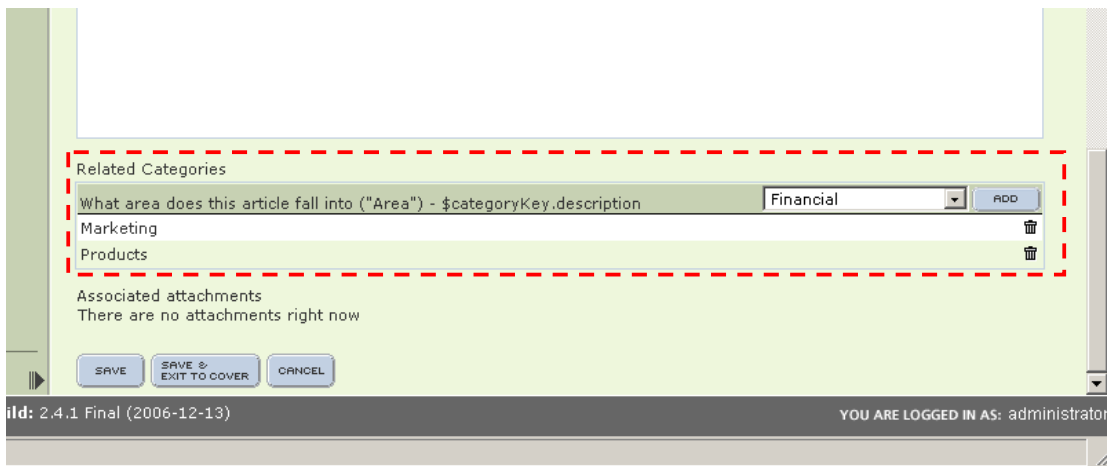 Related Categories
What area does this article fall into ("Area") - $categoryKey.description
Financial
ADD
Marketing
Products
Associated attachments
There are no attachments right now
SAVE
SAVE &
EXIT TO COVER
CANCEL
ild: 2.4.1 Final (2006-12-13)
YOU ARE LOGGED IN AS: administrator